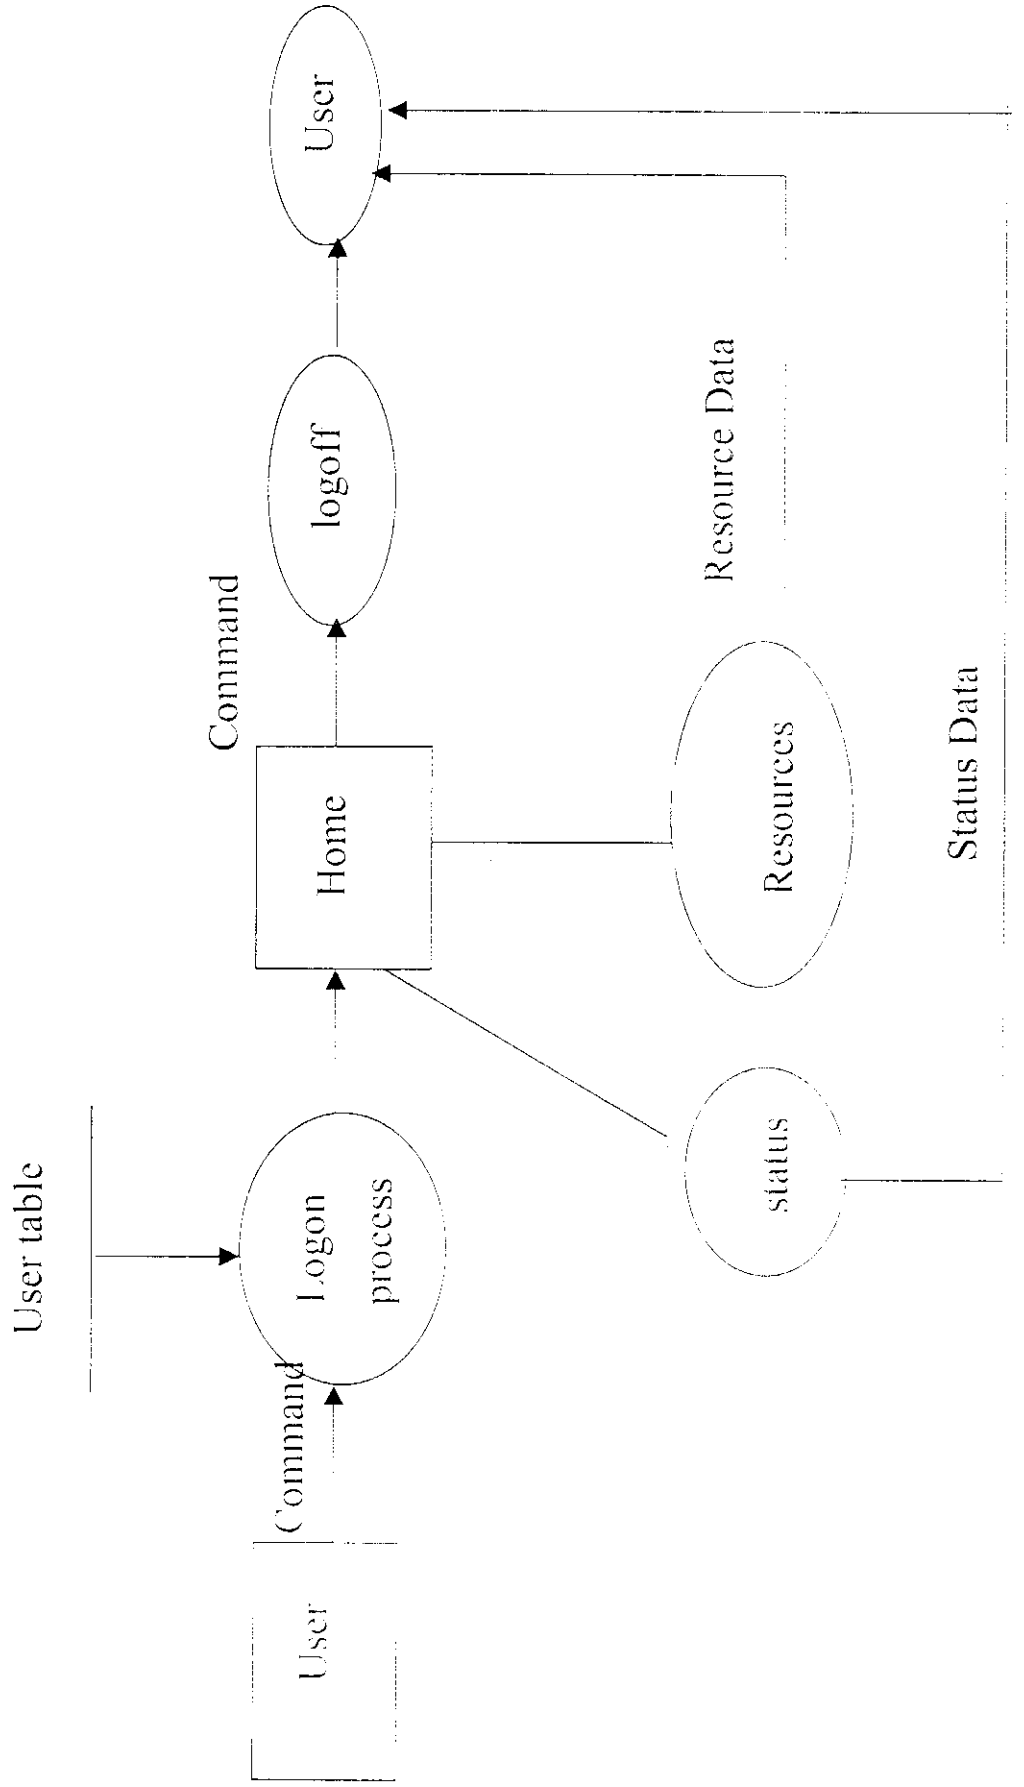 User table
User
Command
Logon
process
Home
Command
logoff
User
status
Resources
Resource Data
Status Data